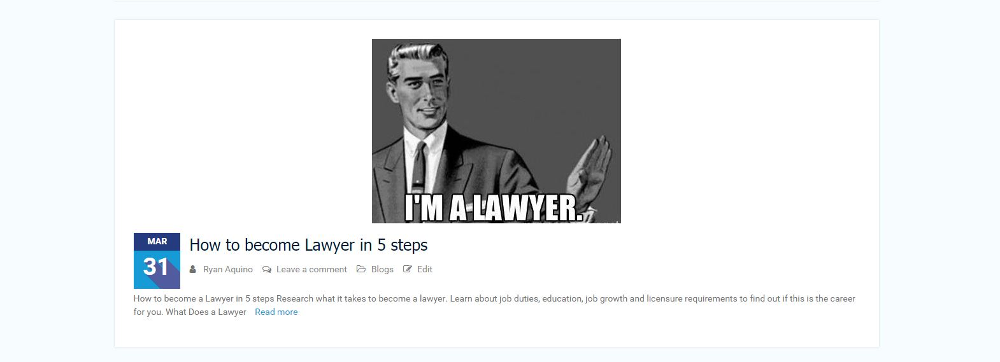 I'M A LAWYER.
MAR
31
How to become Lawyer in 5 steps
Ryan Aquino Leave a comment Blogs Edit
How to become a Lawyer in 5 steps Research what it takes to become a lawyer. Learn about job duties, education, job growth and licensure requirements to find out if this is the career
for you. What Does a Lawyer Read more